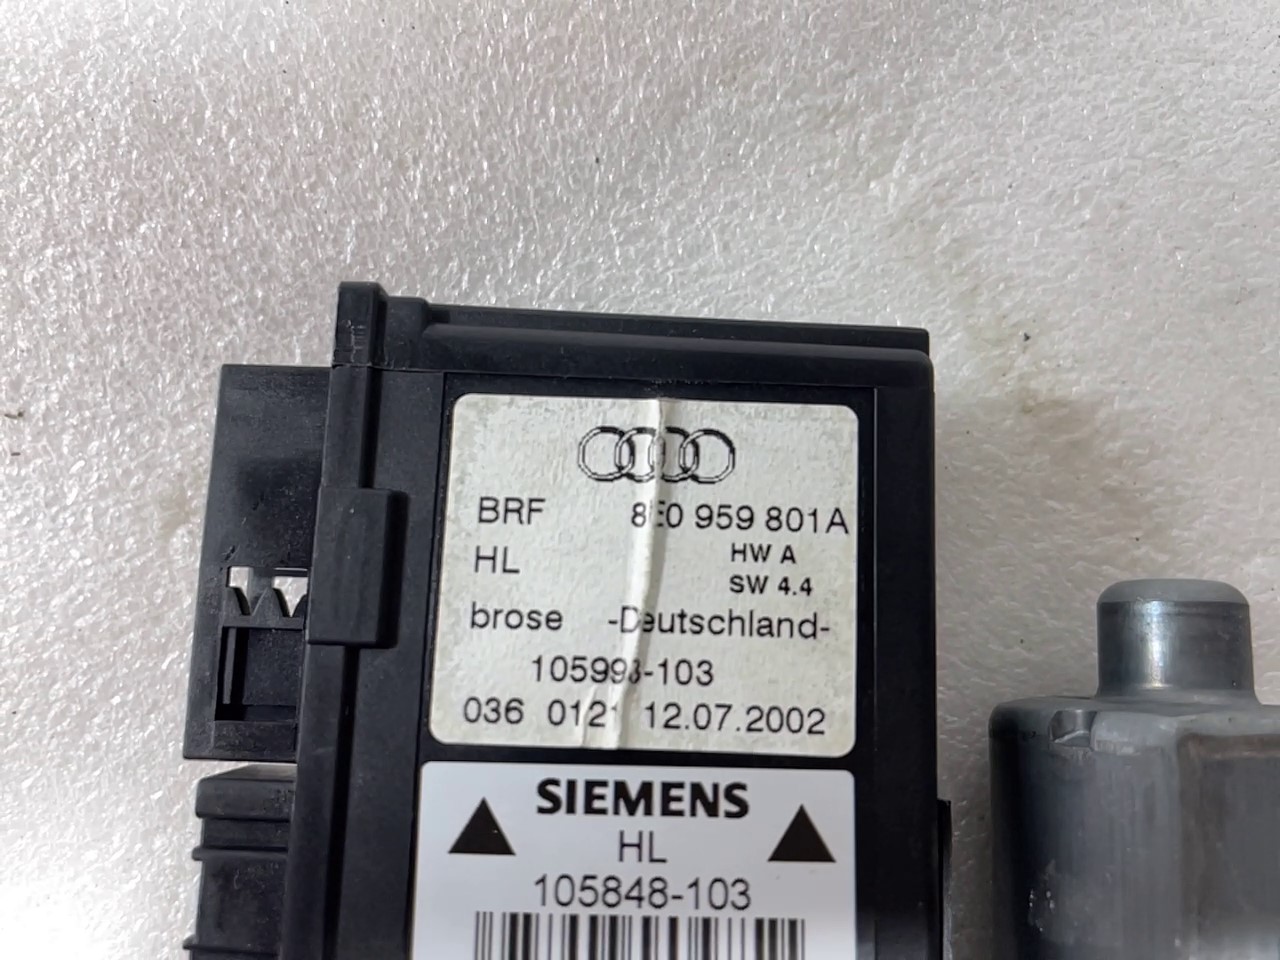 BRF 8E0 959 801A
HL HW A
SW 4.4
brose -Deutschland-
105993-103
036 0121 12.07.2002
SIEMENS
HL
105848-103